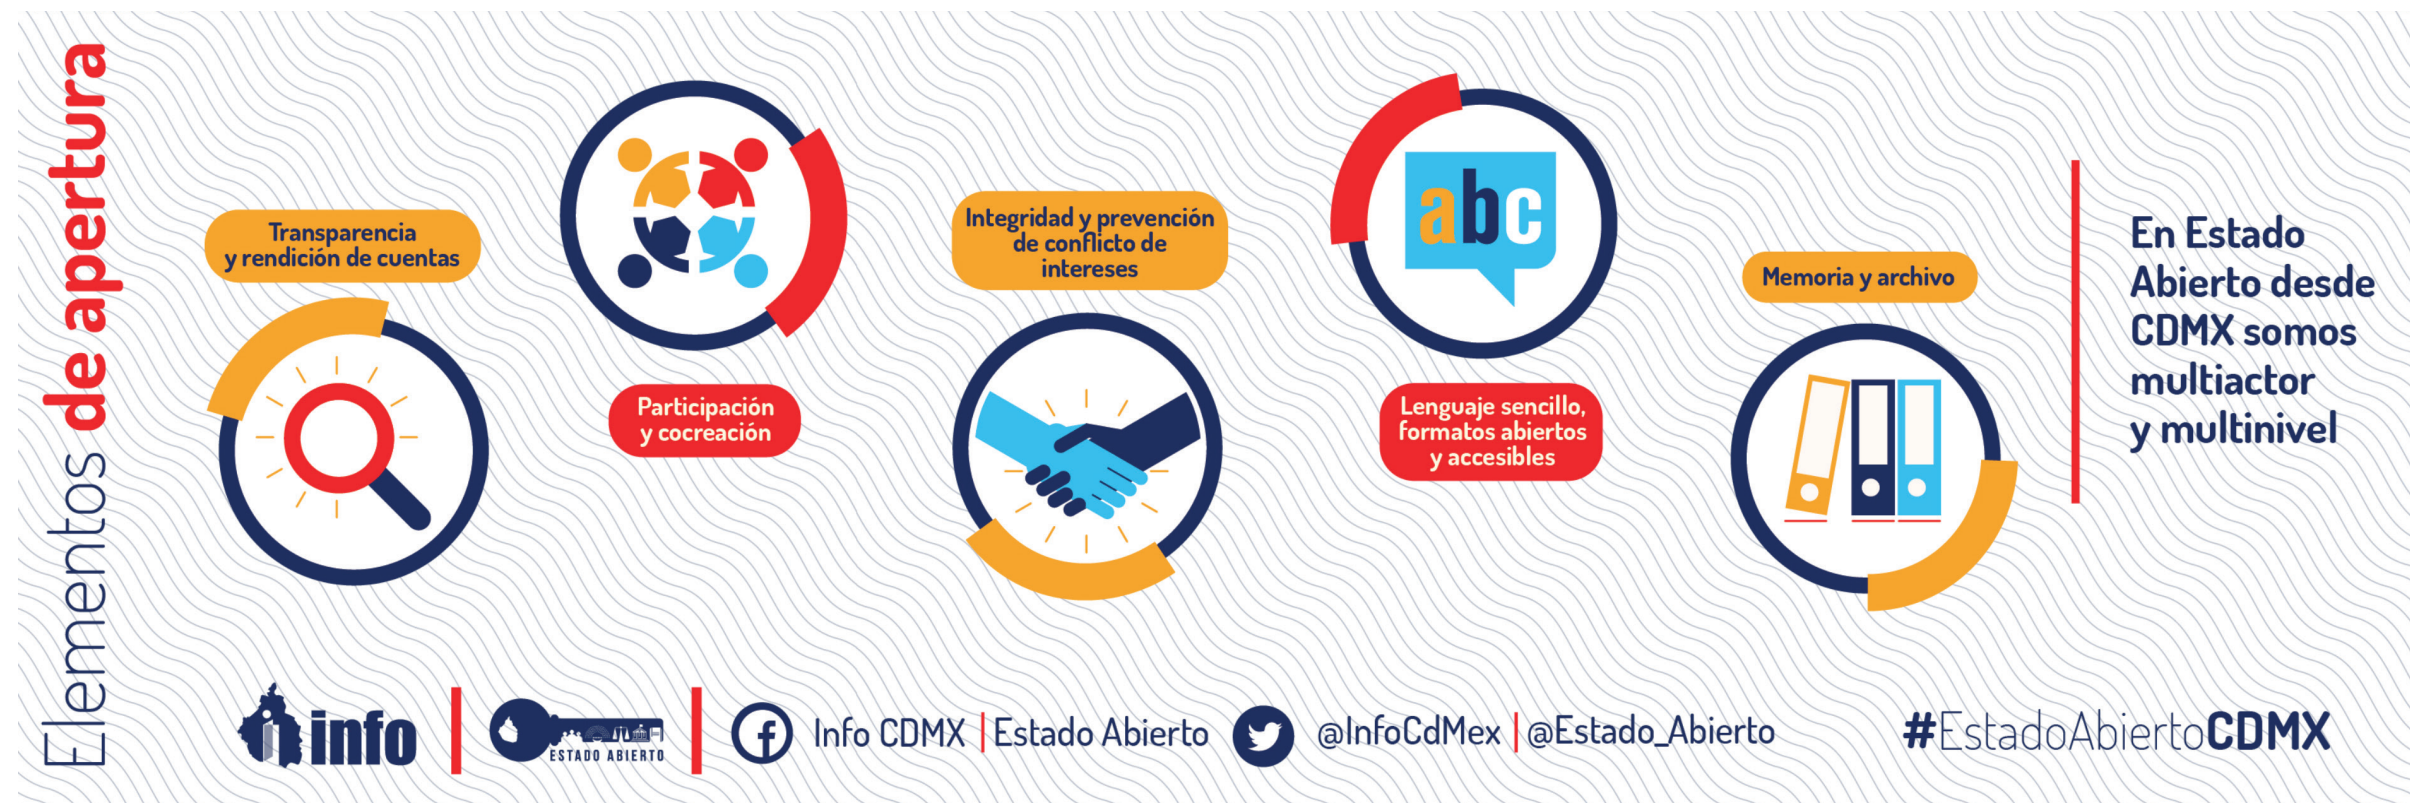 Elementos de apertura
Transparencia
y rendición de cuentas
Participación
y cocreación
Integridad y prevención
de conflicto de
intereses
abc
Lenguaje sencillo,
formatos abiertos
y accesibles
Memoria y archivo
En Estado
Abierto desde
CDMX somos
multiactor
y multinivel
info
ESTADO ABIERTO
Info CDMX | Estado Abierto
@InfoCdMex | @Estado_Abierto
#EstadoAbiertoCDMX